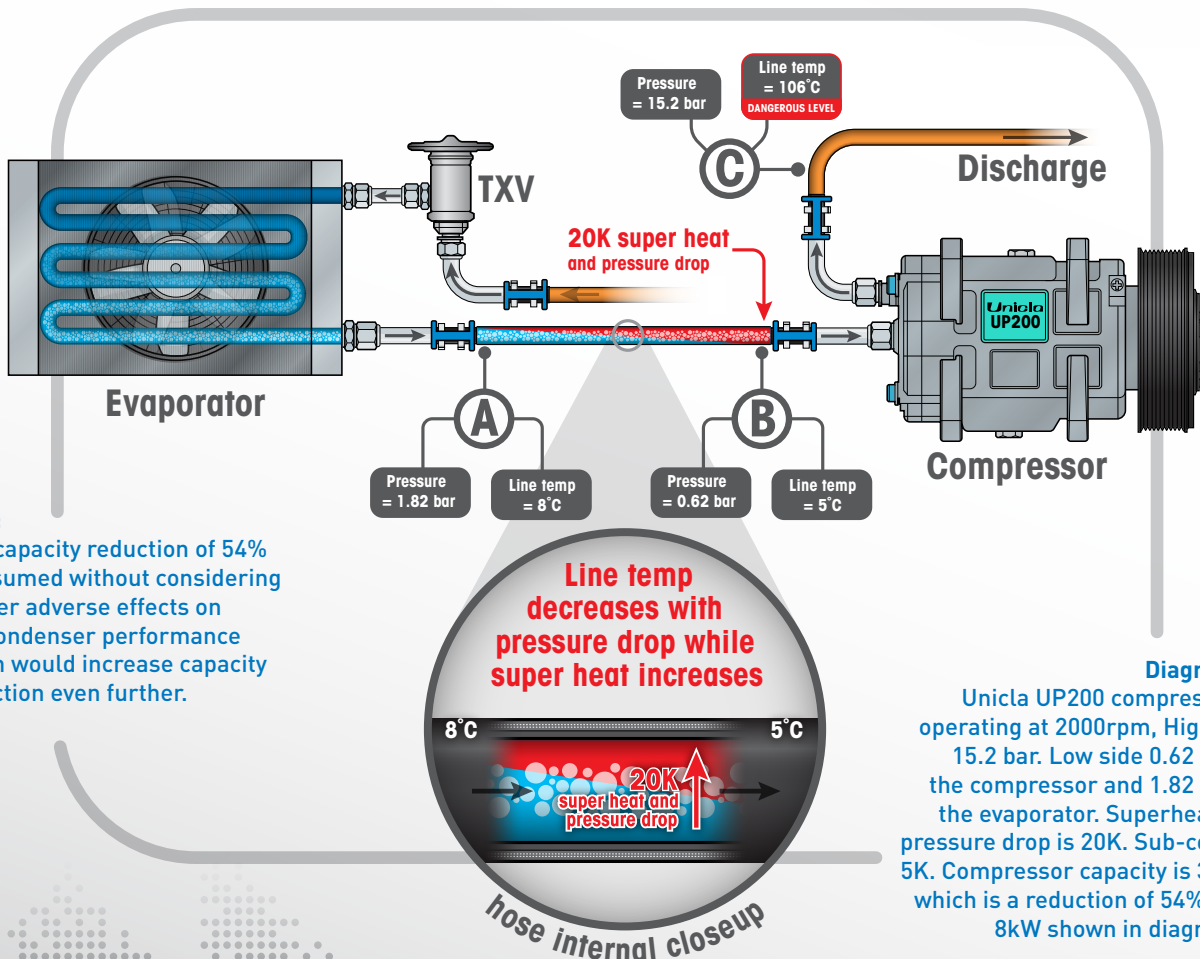 Pressure
= 15.2 bar
Line temp
= 106°C
DANGEROUS LEVEL
C
Discharge
TXV
20K super heat
and pressure drop
Unicla
UP200
Evaporator
A
B
Compressor
Pressure
= 1.82 bar
Line temp
= 8°C
Pressure
= 0.62 bar
Line temp
= 5°C
capacity reduction of 54%
sumed without considering
er adverse effects on
ondenser performance
would increase capacity
ction even further.
Line temp
decreases with
pressure drop while
super heat increases
8°C
5°C
20K
super heat and
pressure drop
hose internal closeup
Diagr
Unicla UP200 compres
operating at 2000rpm, Hig
15.2 bar. Low side 0.62
the compressor and 1.82
the evaporator. Superhea
pressure drop is 20K. Sub-co
5K. Compressor capacity is 3
which is a reduction of 54%
8kW shown in diagr